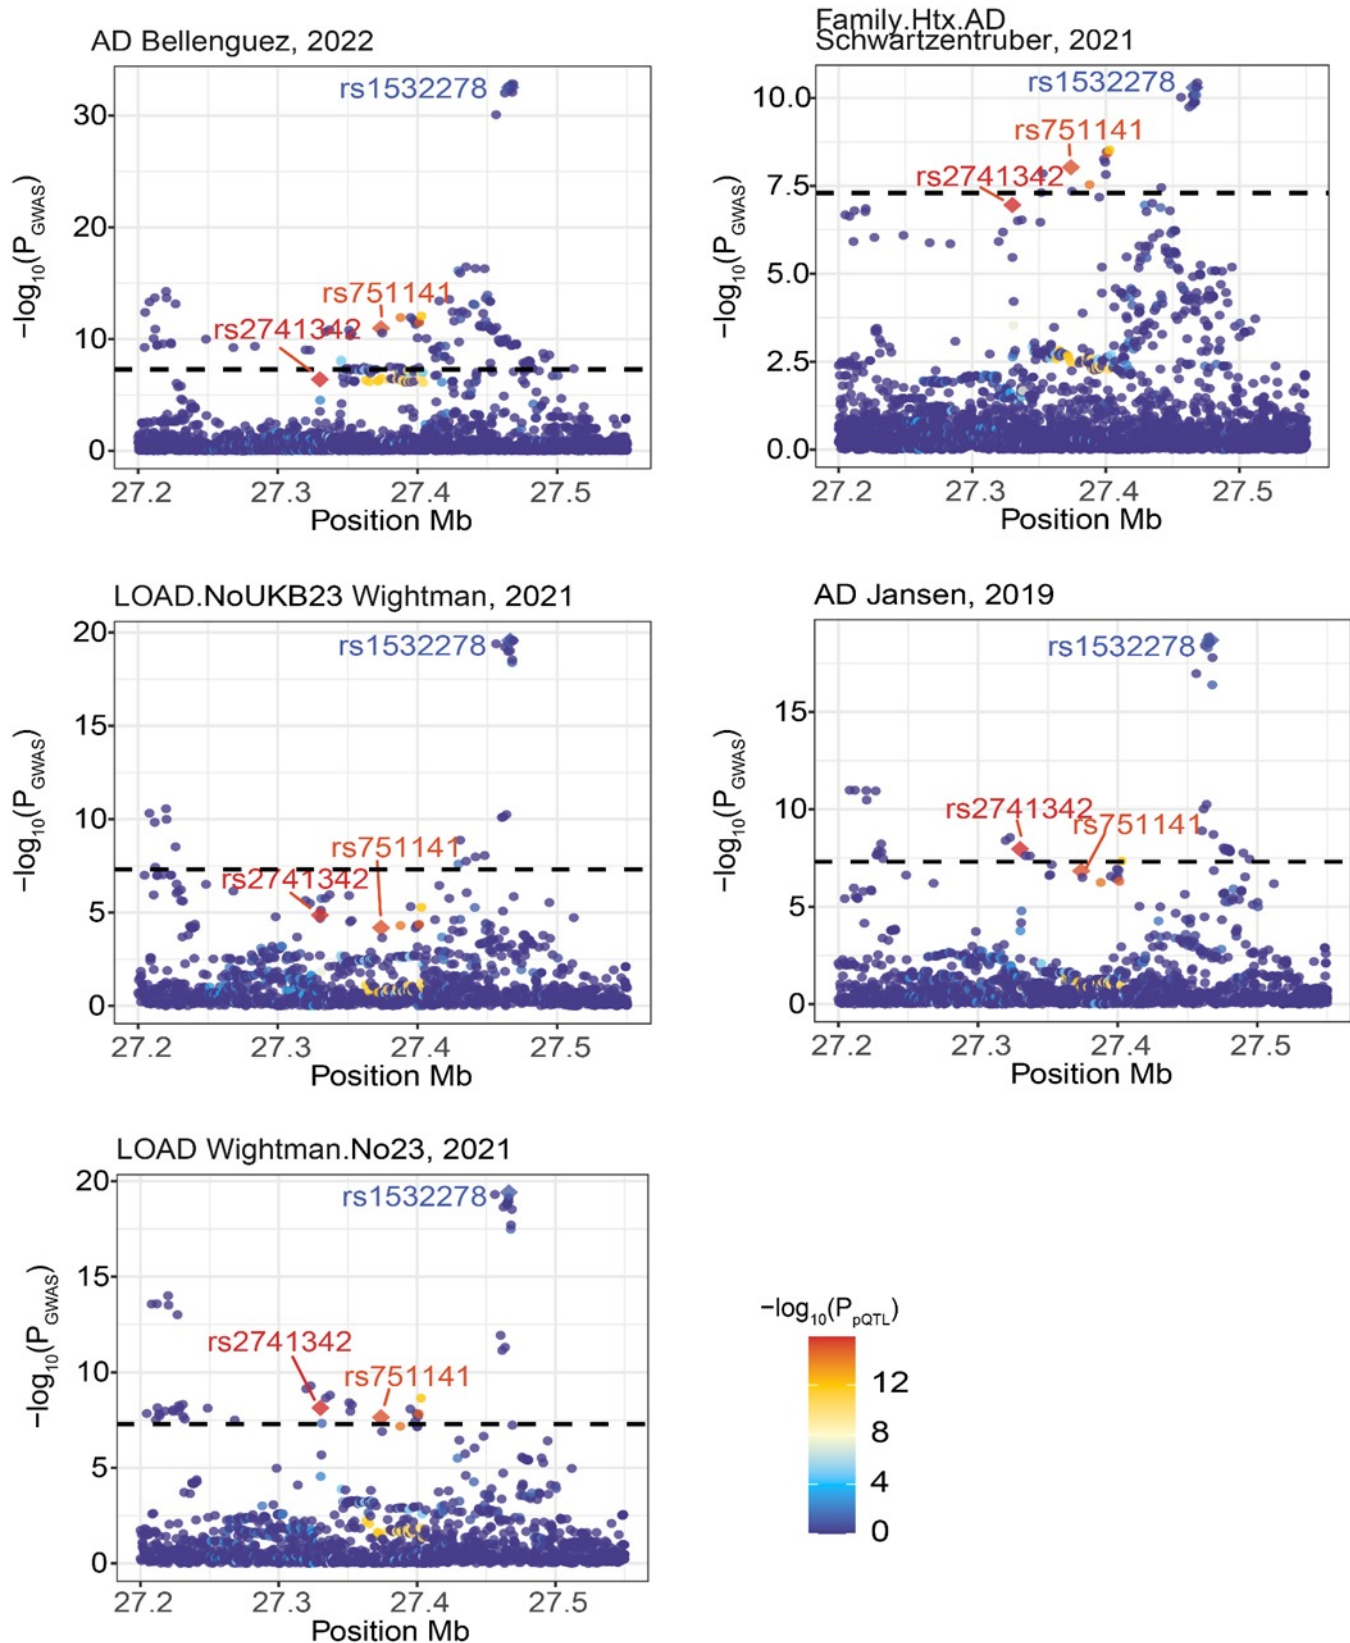 AD Bellenguez, 2022
−log10(PGWAS)
30
20
10
0
rs1532278
rs751141
rs2741342
27.2 27.3 27.4 27.5
Position Mb
Family.Htx.AD
Schwartzentruber, 2021
−log10(PGWAS)
10.0
7.5
5.0
2.5
0.0
rs1532278
rs751141
rs2741342
27.2 27.3 27.4 27.5
Position Mb
LOAD.NoUKB23 Wightman, 2021
−log10(PGWAS)
20
15
10
5
0
rs1532278
rs751141
rs2741342
27.2 27.3 27.4 27.5
Position Mb
AD Jansen, 2019
−log10(PGWAS)
15
10
5
0
rs1532278
rs2741342
rs751141
27.2 27.3 27.4 27.5
Position Mb
LOAD Wightman.No23, 2021
−log10(PGWAS)
20
15
10
5
0
rs1532278
rs2741342
rs751141
27.2 27.3 27.4 27.5
Position Mb
−log10(PpQTL)
12
8
4
0